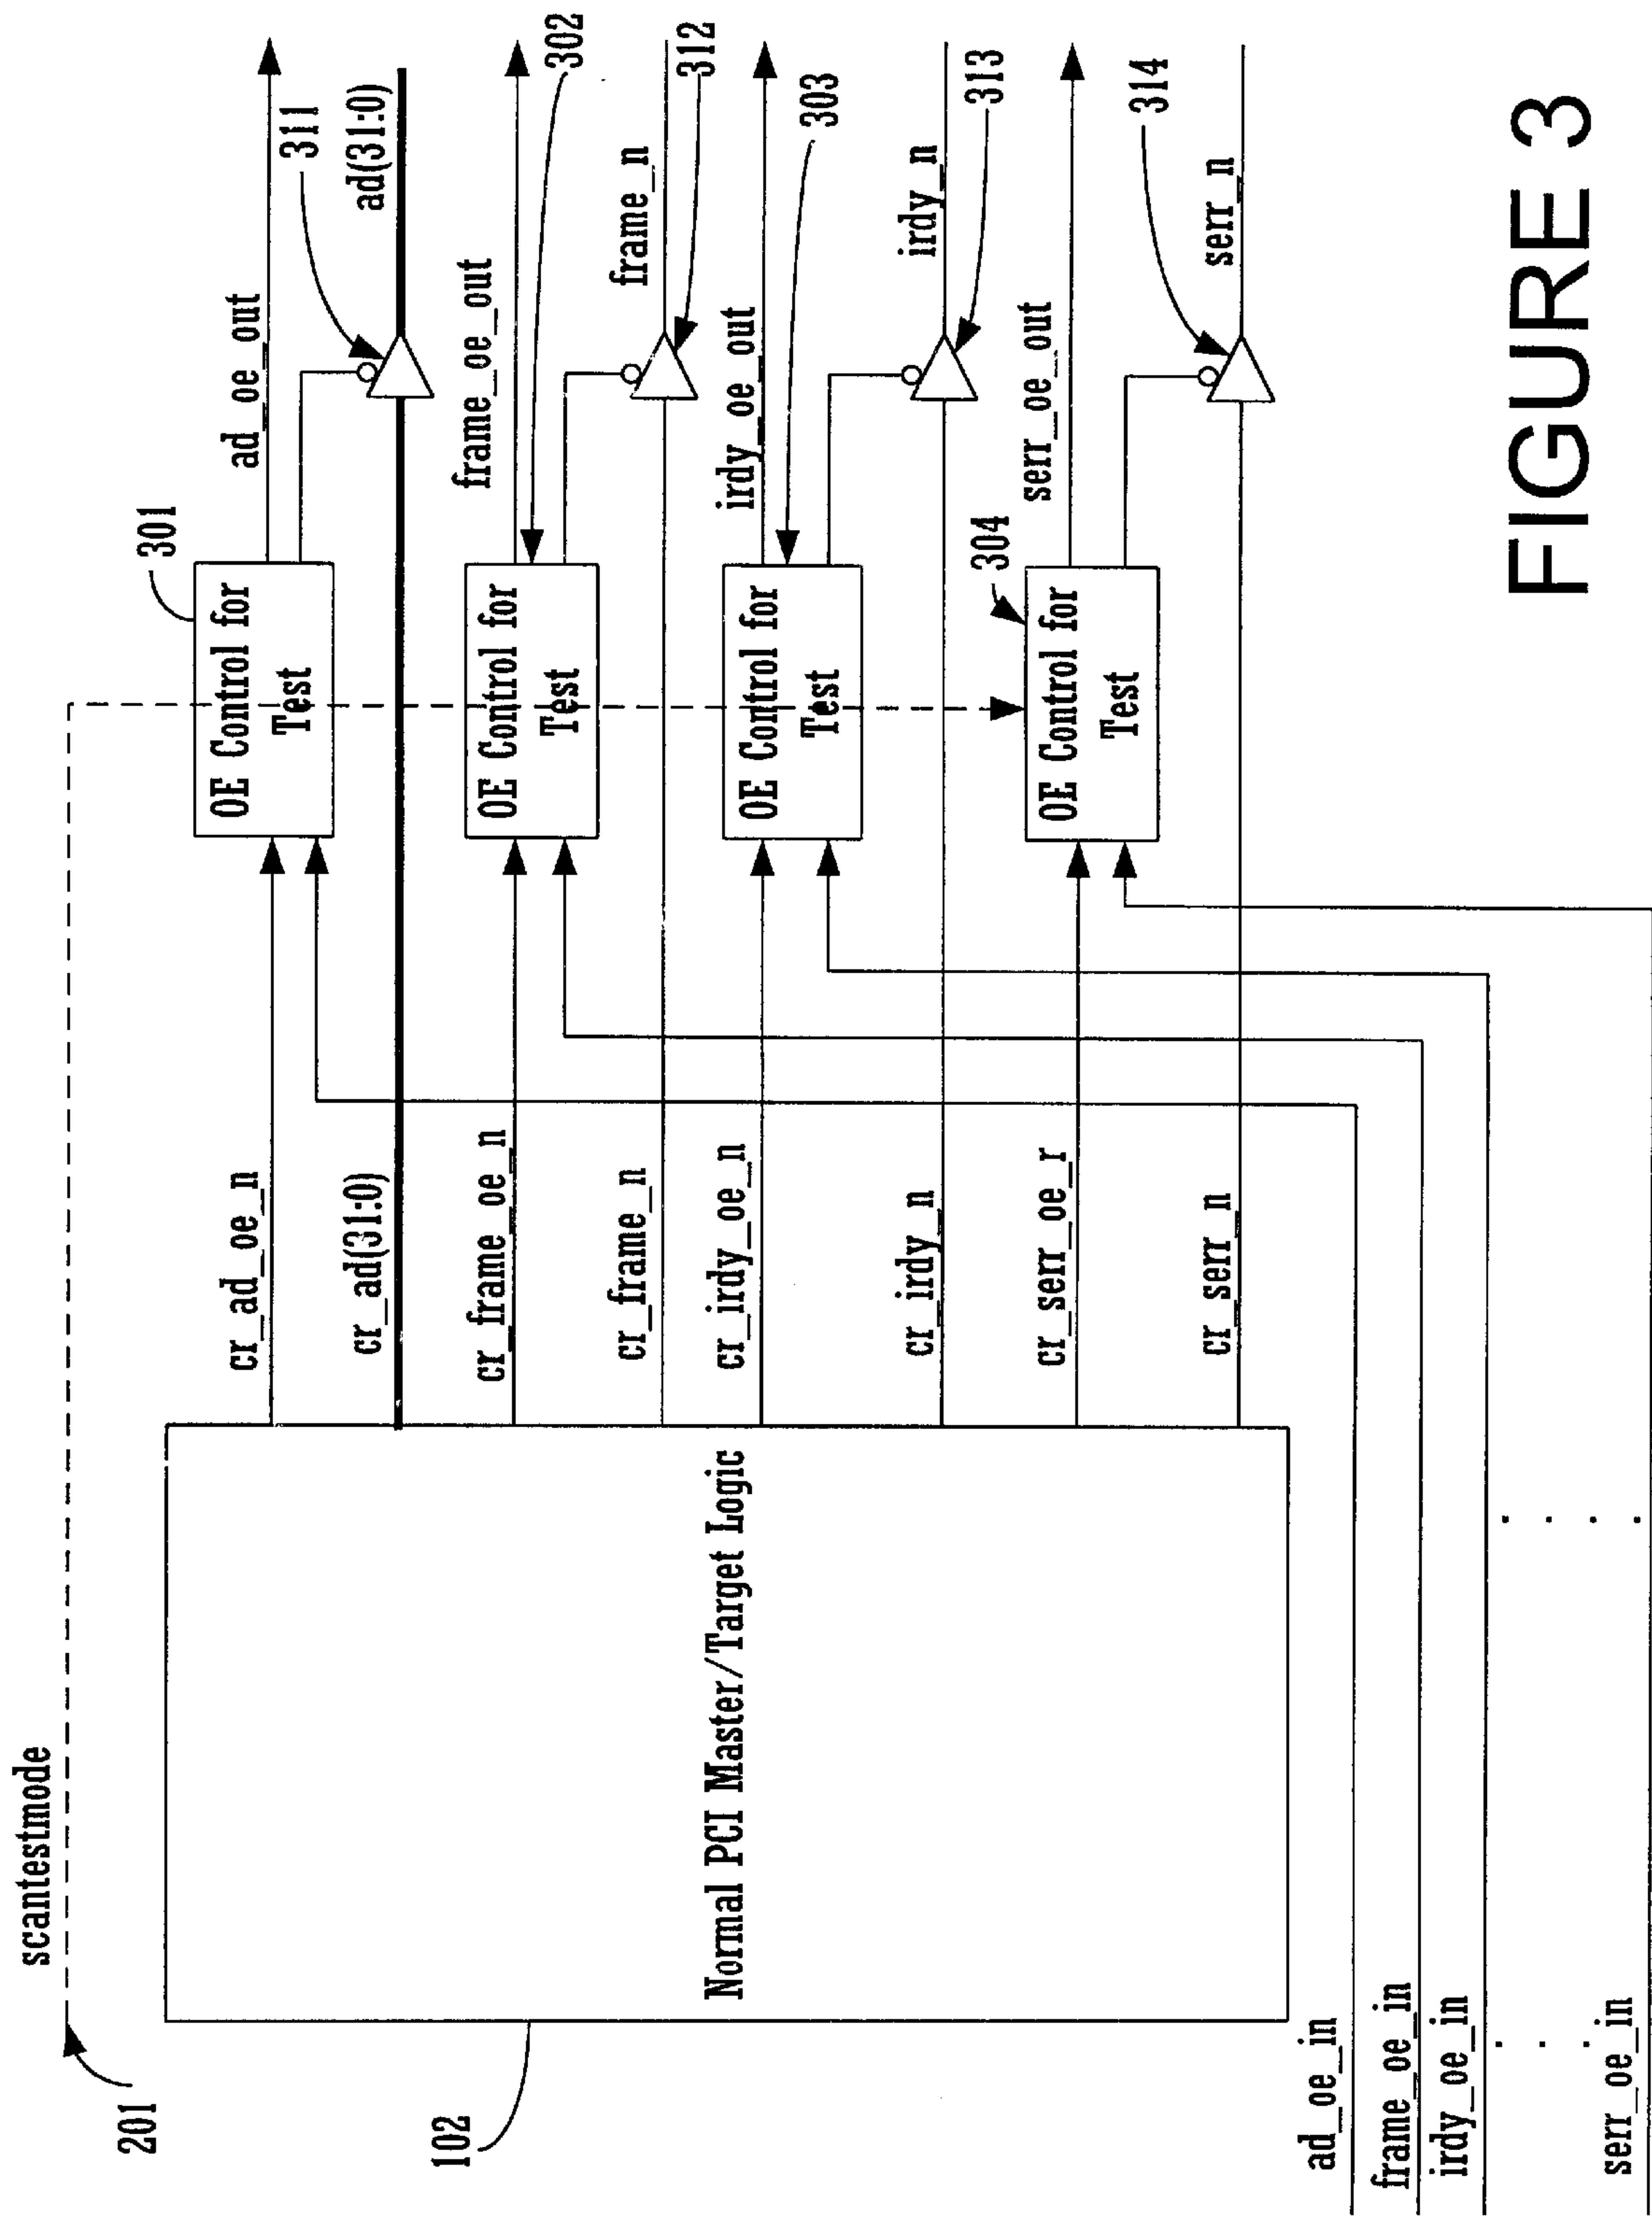 scantestmode
201
102
Normal PCI Master/Target Logic
cr_ad_oe_n
cr_ad(31:0)
cr_frame_oe_n
cr_frame_n
cr_irdy_oe_n
cr_irdy_n
cr_serr_oe_r
cr_serr_n
301
OE Control for
Test
ad_oe_out
311
ad(31:0)
OE Control for
Test
frame_oe_out
302
frame_n
312
OE Control for
Test
irdy_oe_out
303
irdy_n
313
304
OE Control for
Test
serr_oe_out
314
serr_n
ad_oe_in
frame_oe_in
irdy_oe_in
serr_oe_in
FIGURE 3